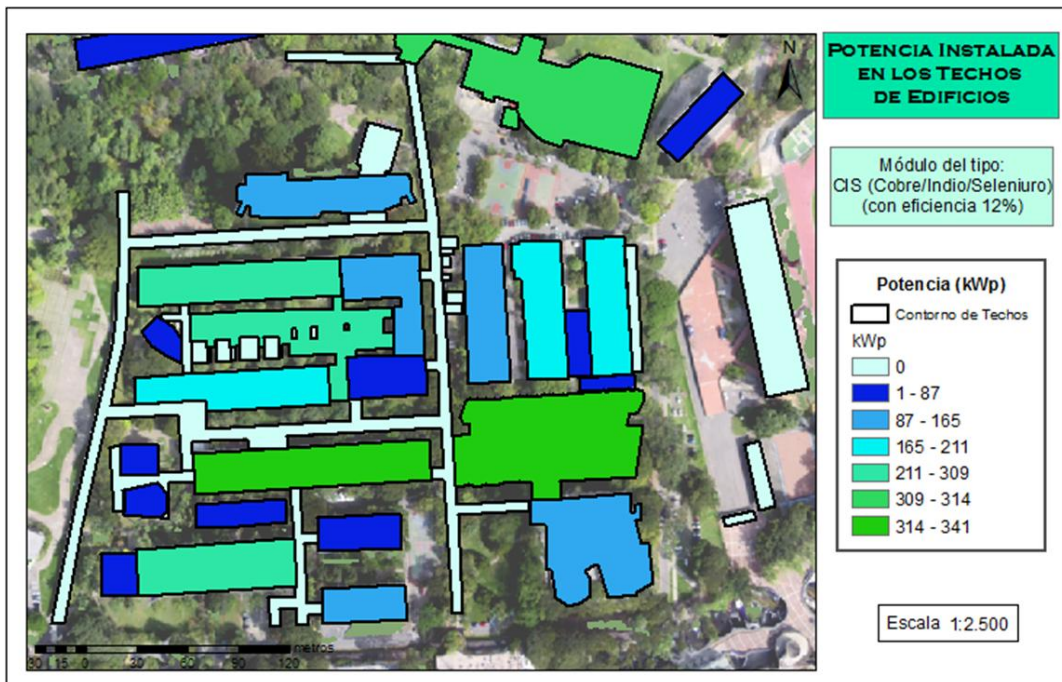 N
POTENCIA INSTALADA
EN LOS TECHOS
DE EDIFICIOS
Módulo del tipo:
CIS (Cobre/Indio/Seleniuro)
(con eficiencia 12%)
Potencia (kWp)
Contorno de Techos
kWp
0
1 - 87
87 - 165
165 - 211
211 - 309
309 - 314
314 - 341
Escala 1:2.500
metros
30 15 0 30 60 90 120